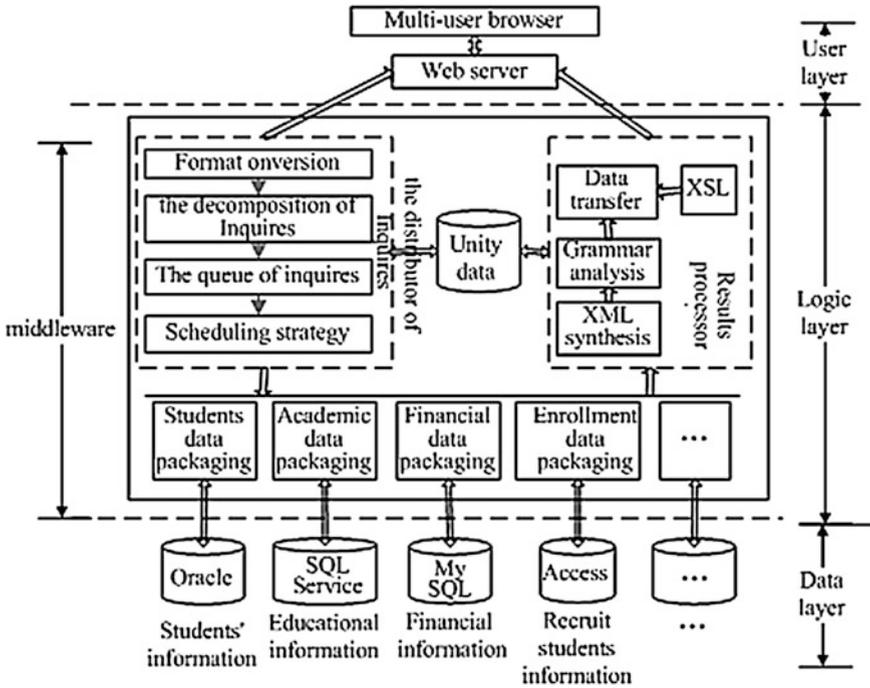 Multi-user browser
Web server
User
layer
Format onversion
the decomposition of
Inquires
The queue of inquires
Scheduling strategy
the distributor of
Inquires
Unity
data
Data
transfer
XSL
Grammar
analysis
XML
synthesis
Results
processor
middleware
Logic
layer
Students
data
packaging
Academic
data
packaging
Financial
data
packaging
Enrollment
data
packaging
...
Oracle
SQL
Service
My
SQL
Access
...
Data
layer
Students'
information
Educational
information
Financial
information
Recruit
students
information
...